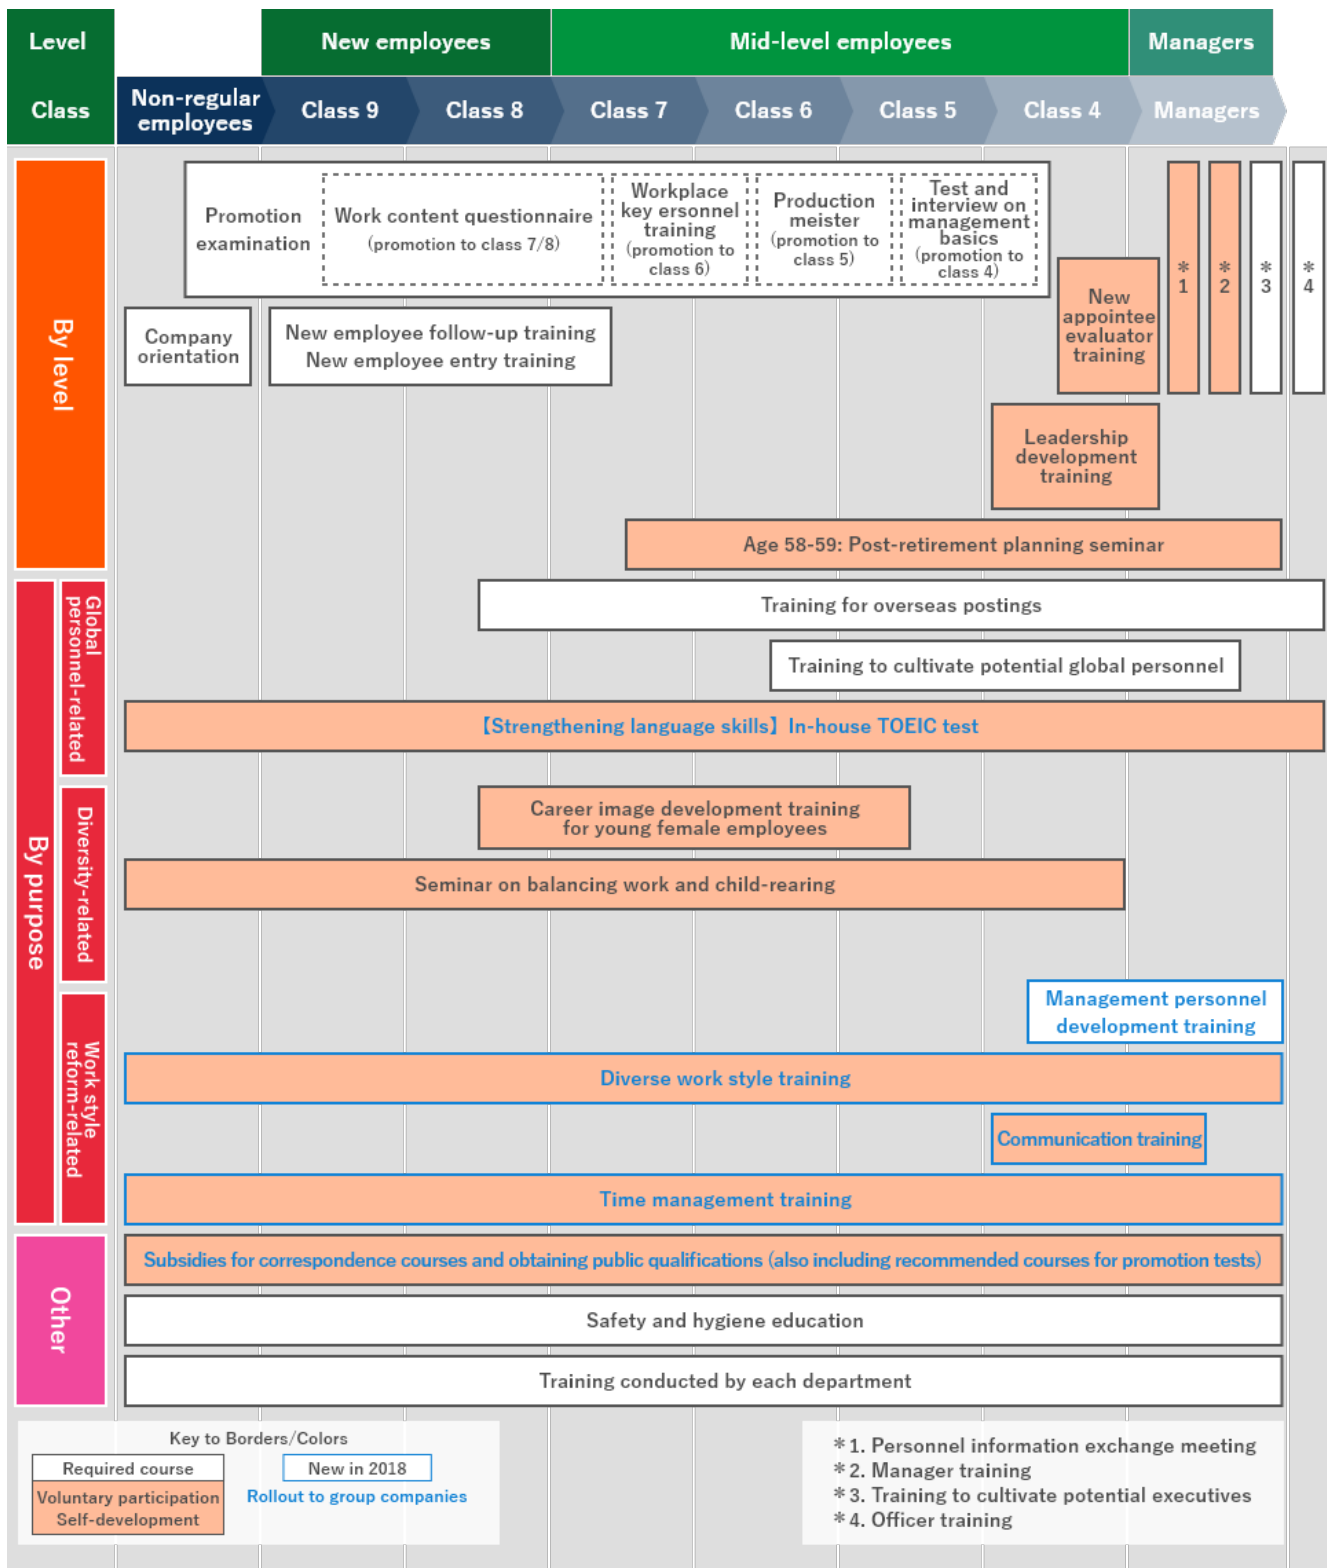 Level
New employees
Mid-level employees
Managers
Class
Non-regular
employees
Class 9
Class 8
Class 7
Class 6
Class 5
Class 4
Managers
By level
Promotion
examination
Work content questionnaire
(promotion to class 7/8)
Workplace
key ersonnel
training
(promotion to
class 6)
Production
meister
(promotion to
class 5)
Test and
interview on
management
basics
(promotion to
class 4)
New
appointee
evaluator
training
*1
*2
*3
*4
Company
orientation
New employee follow-up training
New employee entry training
Leadership
development
training
Age 58-59: Post-retirement planning seminar
By purpose
Global
personnel-related
Training for overseas postings
Training to cultivate potential global personnel
【Strengthening language skills】In-house TOEIC test
Diversity-related
Career image development training
for young female employees
Seminar on balancing work and child-rearing
Work style
reform-related
Management personnel
development training
Diverse work style training
Communication training
Time management training
Other
Subsidies for correspondence courses and obtaining public qualifications (also including recommended courses for promotion tests)
Safety and hygiene education
Training conducted by each department
Key to Borders/Colors
Required course
Voluntary participation
Self-development
New in 2018
Rollout to group companies
*1. Personnel information exchange meeting
*2. Manager training
*3. Training to cultivate potential executives
*4. Officer training